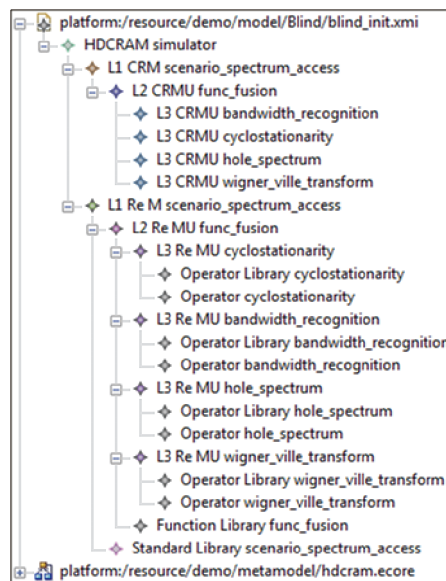 platform:/resource/demo/model/Blind/blind_init.xmi
HDCRAM simulator
L1 CRM scenario_spectrum_access
L2 CRMU func_fusion
L3 CRMU bandwidth_recognition
L3 CRMU cyclostationarity
L3 CRMU hole_spectrum
L3 CRMU wigner_ville_transform
L1 Re M scenario_spectrum_access
L2 Re MU func_fusion
L3 Re MU cyclostationarity
Operator Library cyclostationarity
Operator cyclostationarity
L3 Re MU bandwidth_recognition
Operator Library bandwidth_recognition
Operator bandwidth_recognition
L3 Re MU hole_spectrum
Operator Library hole_spectrum
Operator hole_spectrum
L3 Re MU wigner_ville_transform
Operator Library wigner_ville_transform
Operator wigner_ville_transform
Function Library func_fusion
Standard Library scenario_spectrum_access
platform:/resource/demo/metamodel/hdcram.ecore